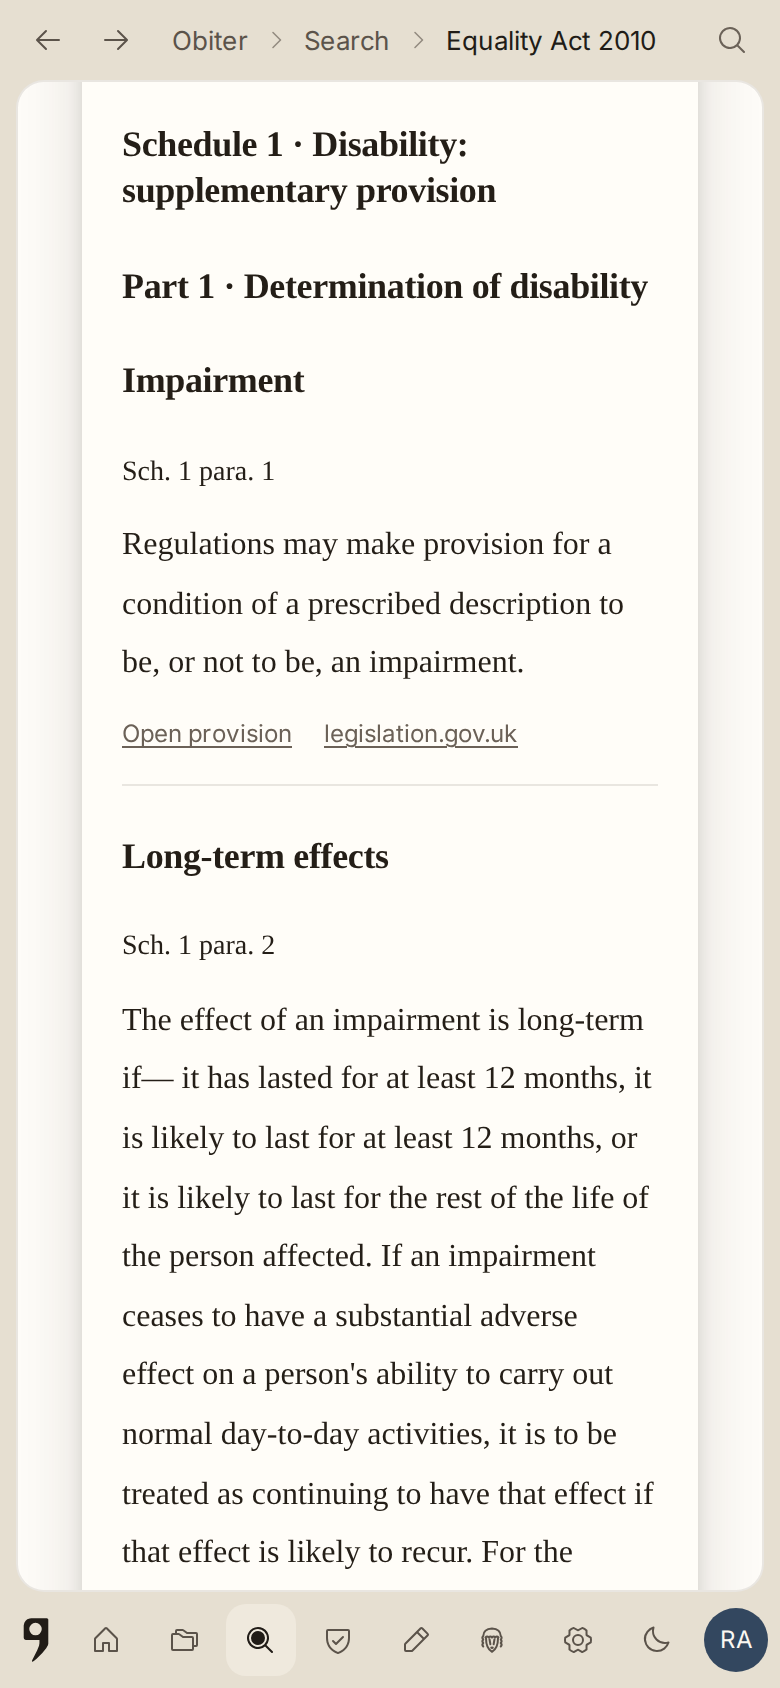 Obiter Search Equality Act 2010
Schedule 1 · Disability:
supplementary provision
Part 1 · Determination of disability
Impairment
Sch. 1 para. 1
Regulations may make provision for a
condition of a prescribed description to
be, or not to be, an impairment.
Open provision legislation.gov.uk
Long-term effects
Sch. 1 para. 2
The effect of an impairment is long-term
if— it has lasted for at least 12 months, it
is likely to last for at least 12 months, or
it is likely to last for the rest of the life of
the person affected. If an impairment
ceases to have a substantial adverse
effect on a person's ability to carry out
normal day-to-day activities, it is to be
treated as continuing to have that effect if
that effect is likely to recur. For the
RA